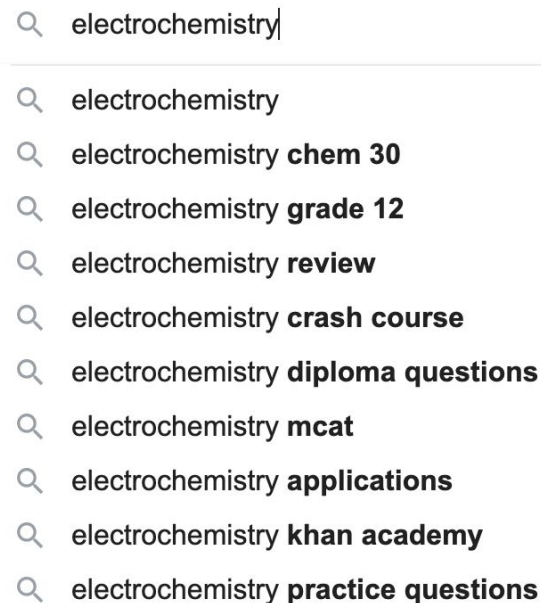 electrochemistry
electrochemistry
electrochemistry chem 30
electrochemistry grade 12
electrochemistry review
electrochemistry crash course
electrochemistry diploma questions
electrochemistry mcat
electrochemistry applications
electrochemistry khan academy
electrochemistry practice questions